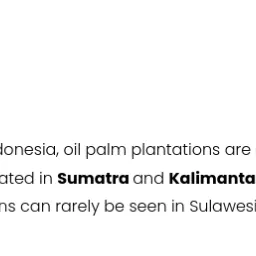 donesia, oil palm plantations are
ated in Sumatra and Kalimanta
ns can rarely be seen in Sulawesi